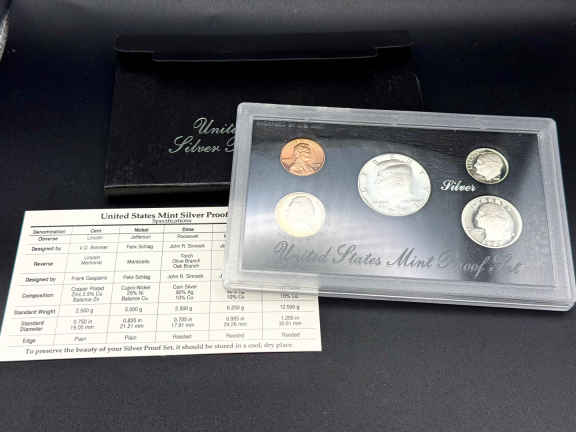 United
Silver P
Silver
United States Mint Proof Set
United States Mint Silver Proof
Specifications
Denomination Cent Nickel Dime
Obverse Lincoln Jefferson Roosevelt
Designed by V.D. Brenner Felix Schlag John R. Sinnock
Reverse Lincoln Memorial Monticello Torch Olive Branch Oak Branch
Designed by Frank Gasparro Felix Schlag John R. Sinnock
Composition Copper Plated Zinc 2.5% Cu Balance Zn Cupro-Nickel 25% Ni Balance Cu Coin Silver 90% Ag 10% Cu 10% Cu 10% Cu
Standard Weight 2.500 g 5.000 g 2.500 g 6.250 g 12.500 g
Standard Diameter 0.750 in 19.05 mm 0.835 in 21.21 mm 0.705 in 17.91 mm 0.955 in 24.26 mm 1.205 in 30.61 mm
Edge Plain Plain Reeded Reeded Reeded
To preserve the beauty of your Silver Proof Set, it should be stored in a cool, dry place